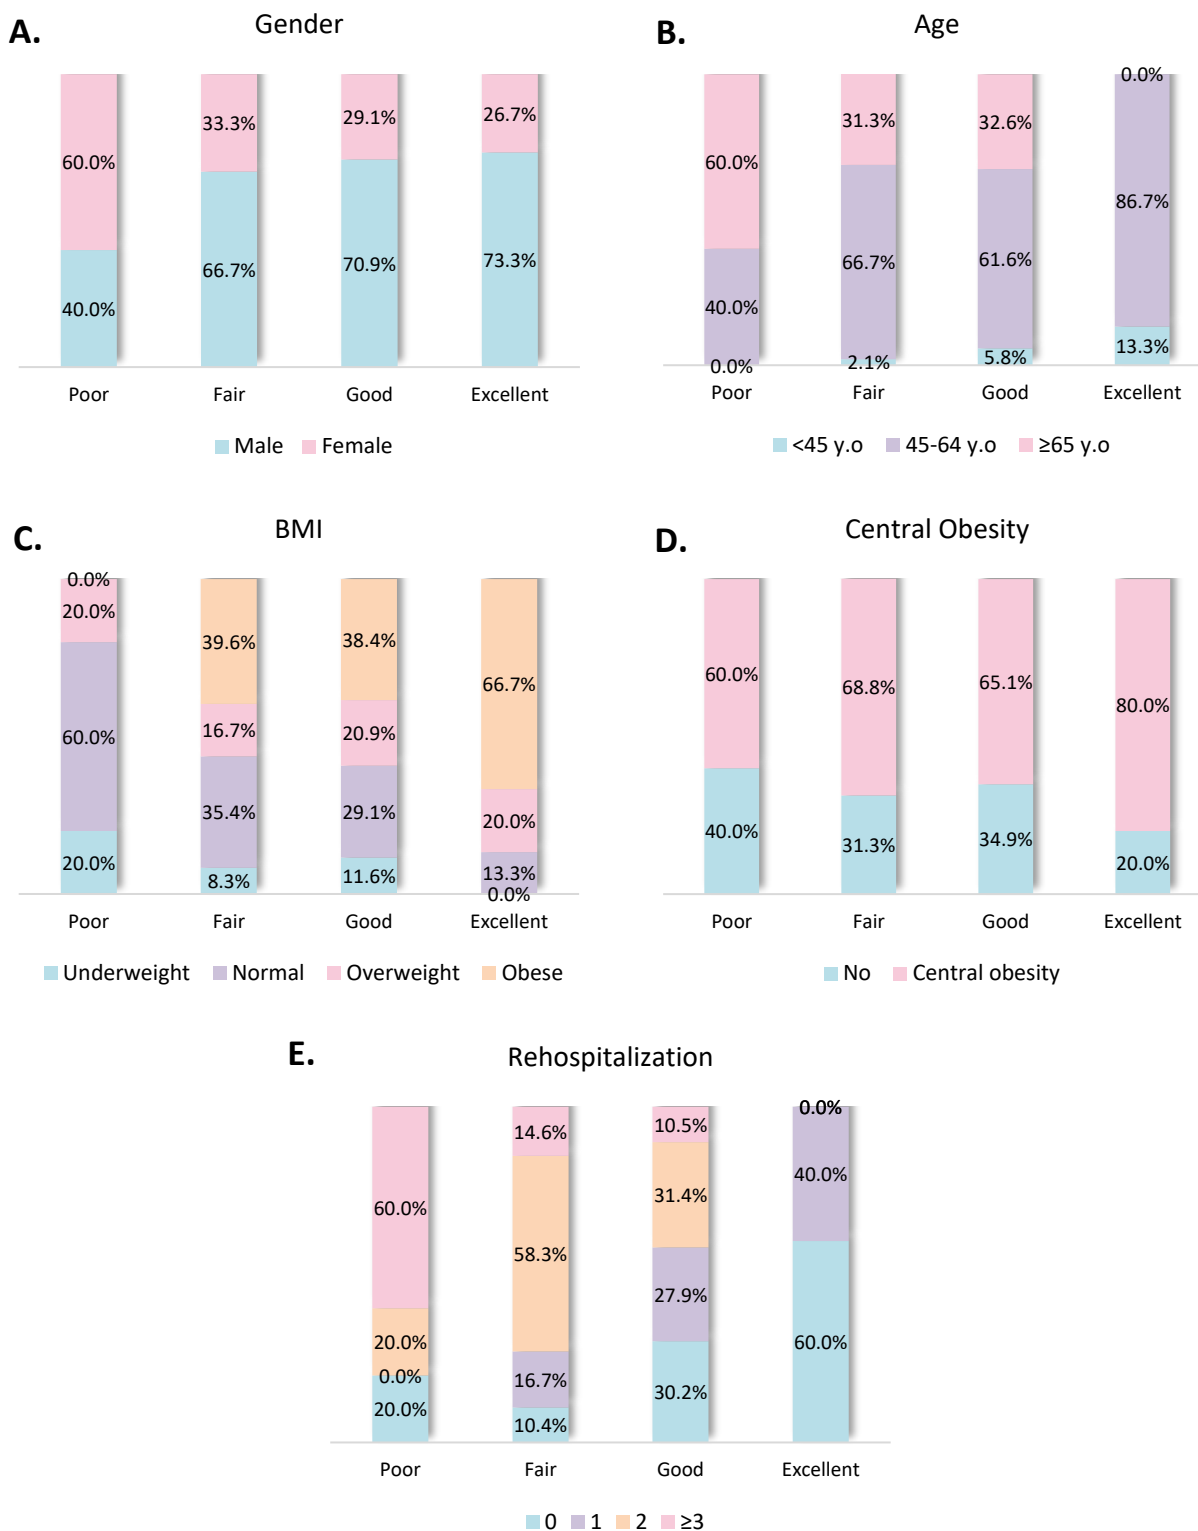 A.
Gender
60.0%
33.3%
29.1%
26.7%
40.0%
66.7%
70.9%
73.3%
Poor
Fair
Good
Excellent
Male
Female
B.
Age
0.0%
60.0%
31.3%
32.6%
86.7%
40.0%
66.7%
61.6%
0.0%
2.1%
5.8%
13.3%
Poor
Fair
Good
Excellent
<45 y.o
45-64 y.o
≥65 y.o
C.
BMI
0.0%
20.0%
39.6%
38.4%
66.7%
60.0%
16.7%
20.9%
20.0%
35.4%
29.1%
13.3%
20.0%
8.3%
11.6%
0.0%
Poor
Fair
Good
Excellent
Underweight
Normal
Overweight
Obese
D.
Central Obesity
60.0%
68.8%
65.1%
80.0%
40.0%
31.3%
34.9%
20.0%
Poor
Fair
Good
Excellent
No
Central obesity
E.
Rehospitalization
60.0%
14.6%
10.5%
0.0%
20.0%
58.3%
31.4%
40.0%
0.0%
16.7%
27.9%
60.0%
20.0%
10.4%
30.2%
Poor
Fair
Good
Excellent
0
1
2
≥3